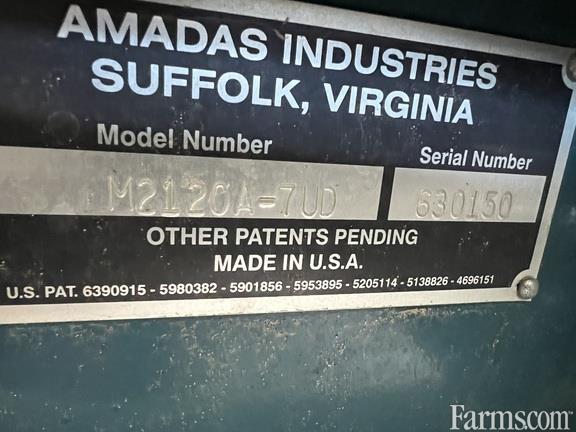 AMADAS INDUSTRIES
SUFFOLK, VIRGINIA
Model Number Serial Number
M2120A-7UD 630150
OTHER PATENTS PENDING
MADE IN U.S.A.
U.S. PAT. 6390915 - 5980382 - 5901856 - 5953895 - 5205114 - 5138826 - 4696151
Farms.com